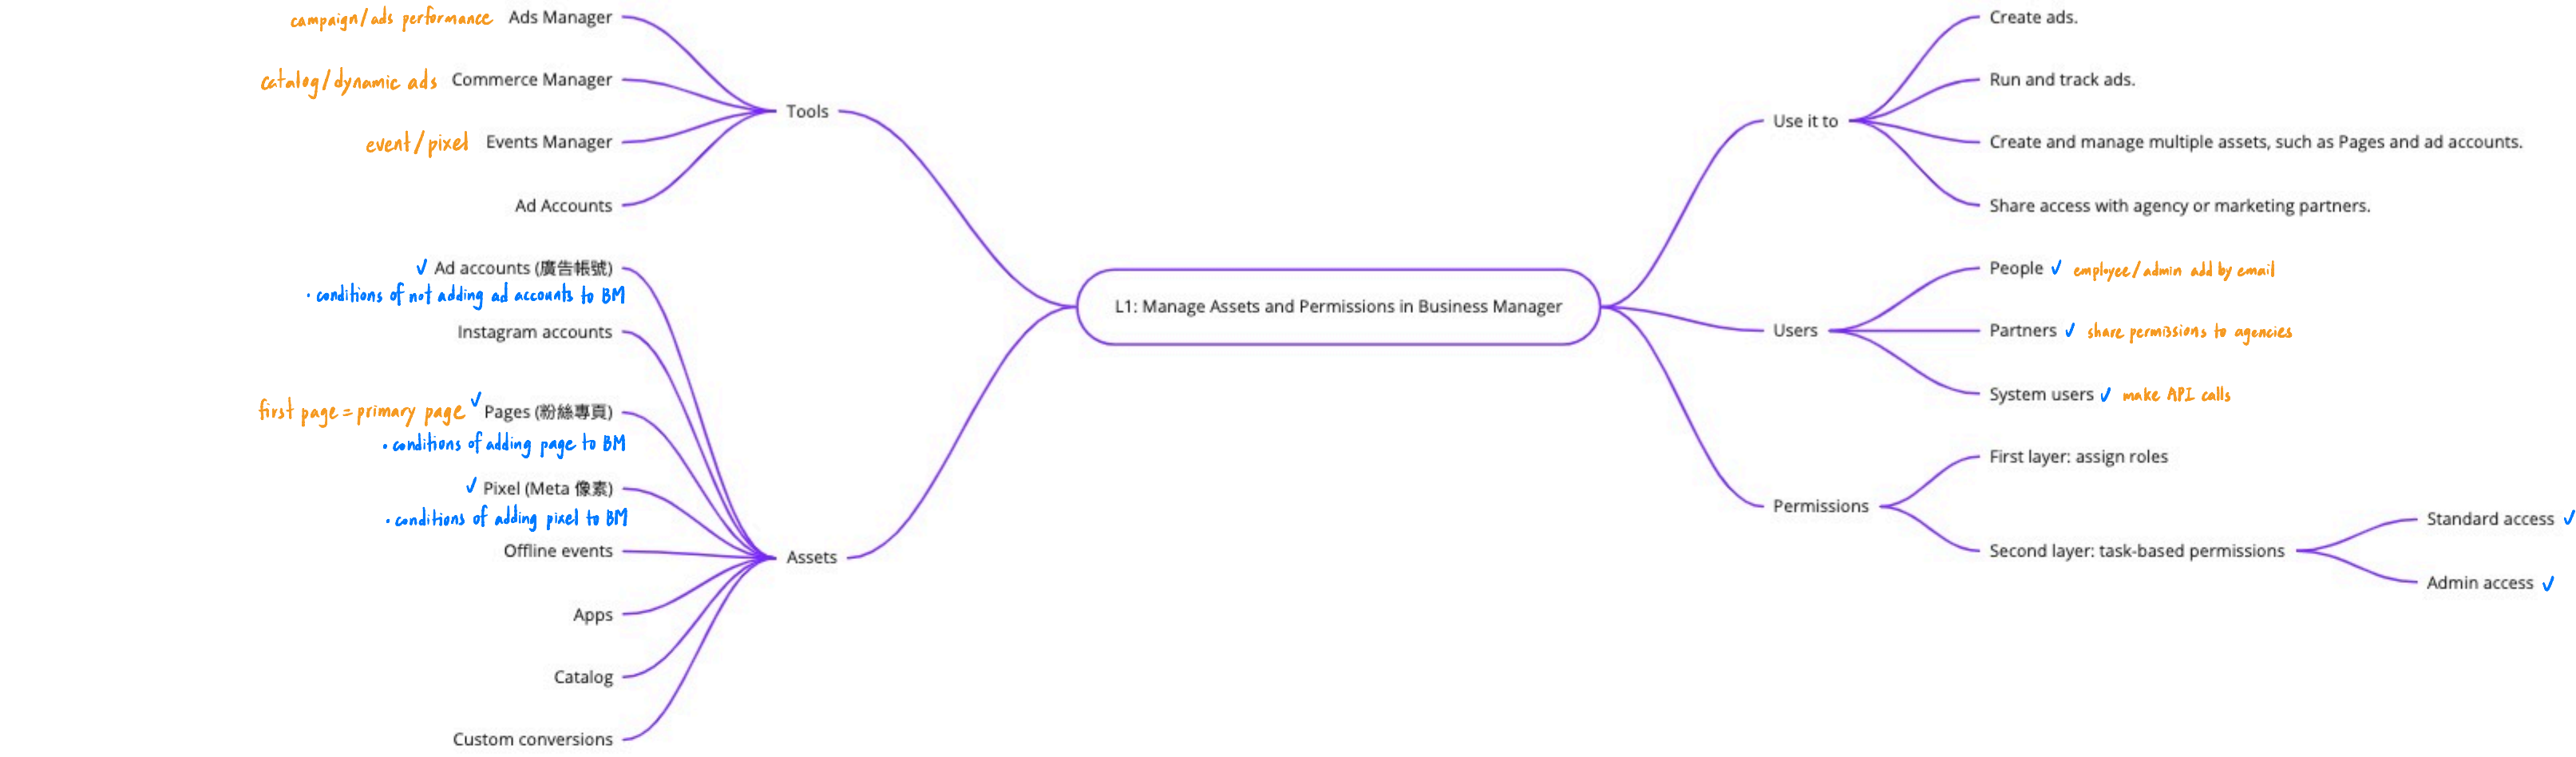 L1: Manage Assets and Permissions in Business Manager
Tools
campaign/ads performance Ads Manager
catalog/dynamic ads Commerce Manager
event/pixel Events Manager
Ad Accounts
Assets
✓ Ad accounts (廣告帳號)
• conditions of not adding ad accounts to BM
Instagram accounts
first page = primary page ✓ Pages (粉絲專頁)
• conditions of adding page to BM
✓ Pixel (Meta 像素)
• conditions of adding pixel to BM
Offline events
Apps
Catalog
Custom conversions
Use it to
Create ads.
Run and track ads.
Create and manage multiple assets, such as Pages and ad accounts.
Share access with agency or marketing partners.
Users
People ✓ employee/admin add by email
Partners ✓ share permissions to agencies
System users ✓ make API calls
Permissions
First layer: assign roles
Second layer: task-based permissions
Standard access ✓
Admin access ✓